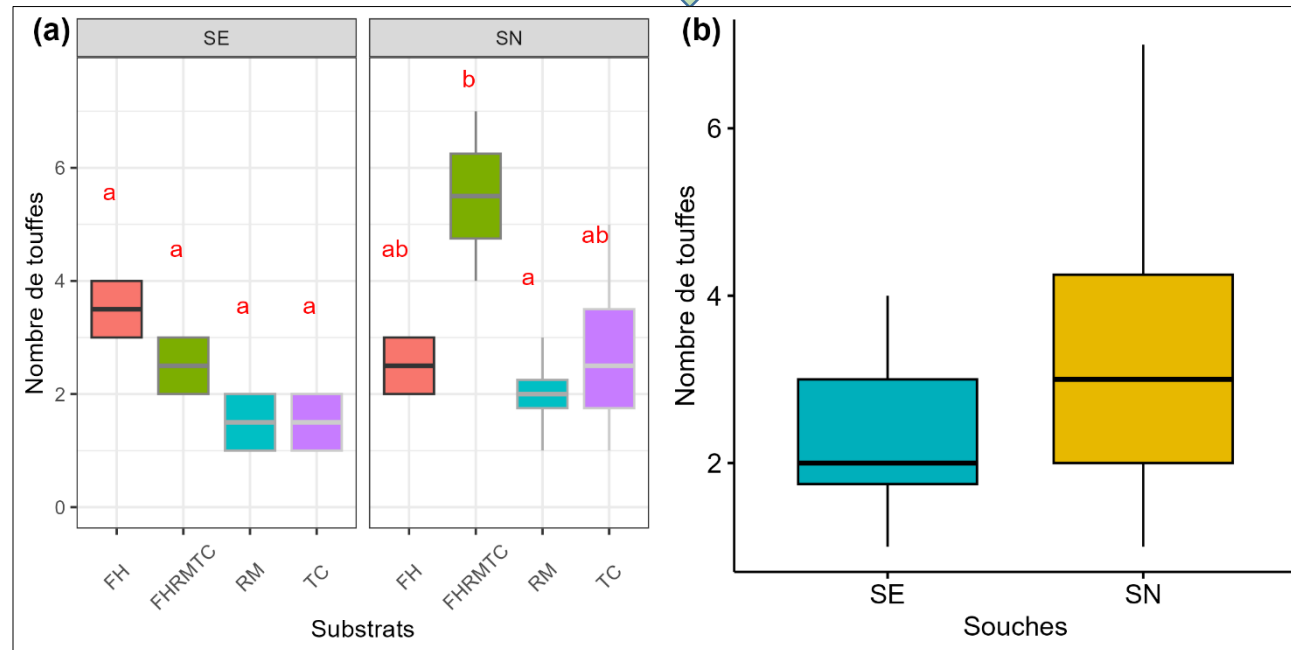 (a)
SE
SN
b
a
ab
ab
a
a
a
a
Nombre de touffes
6
4
2
0
FH
FHRMTC
RM
TC
FH
FHRMTC
RM
TC
Substrats
(b)
Nombre de touffes
6
4
2
SE
SN
Souches